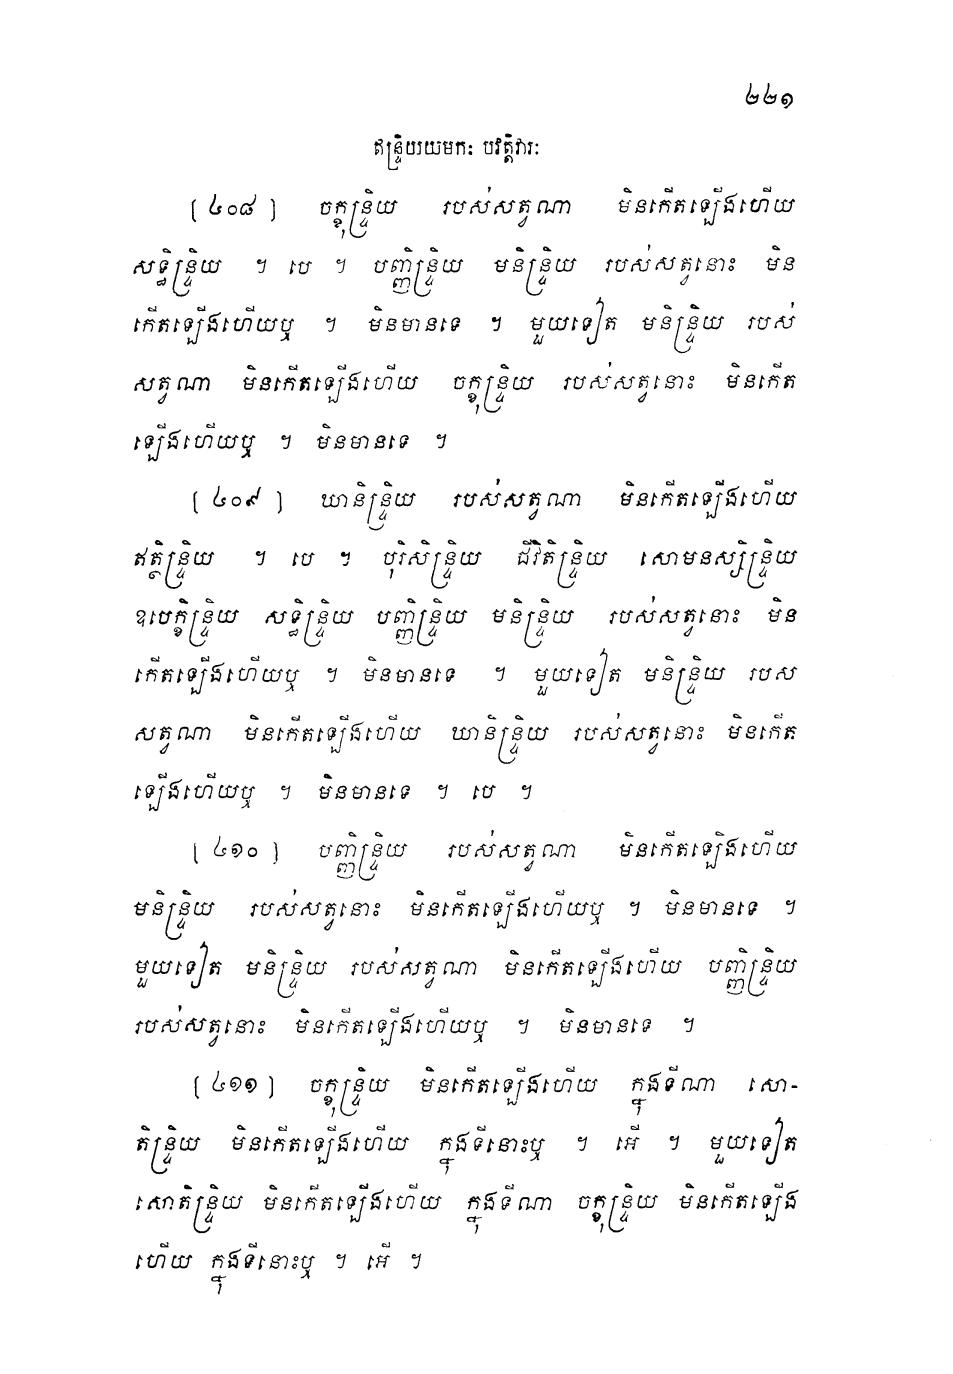 ២២១
ឥន្ទ្រិយយមកៈ បវត្តិវារៈ
[ ៤០៨ ] ចក្ខុន្ទ្រិយ របស់សត្វណា មិនកើតឡើងហើយ
សទ្ធិន្ទ្រិយ ។ បេ ។ បញ្ញិន្ទ្រិយ មនិន្ទ្រិយ របស់សត្វនោះ មិន
កើតឡើងហើយឬ ។ មិនមានទេ ។ មួយទៀត មនិន្ទ្រិយ របស់
សត្វណា មិនកើតឡើងហើយ ចក្ខុន្ទ្រិយ របស់សត្វនោះ មិនកើត
ឡើងហើយឬ ។ មិនមានទេ ។
[ ៤០៩ ] ឃានិន្ទ្រិយ របស់សត្វណា មិនកើតឡើងហើយ
ឥត្ថិន្ទ្រិយ ។ បេ ។ បុរិសិន្ទ្រិយ ជីវិតិន្ទ្រិយ សោមនស្សិន្ទ្រិយ
ឧបេក្ខិន្ទ្រិយ សទ្ធិន្ទ្រិយ បញ្ញិន្ទ្រិយ មនិន្ទ្រិយ របស់សត្វនោះ មិន
កើតឡើងហើយឬ ។ មិនមានទេ ។ មួយទៀត មនិន្ទ្រិយ របស
សត្វណា មិនកើតឡើងហើយ ឃានិន្ទ្រិយ របស់សត្វនោះ មិនកើត
ឡើងហើយឬ ។ មិនមានទេ ។ បេ ។
[ ៤១០ ] បញ្ញិន្ទ្រិយ របស់សត្វណា មិនកើតឡើងហើយ
មនិន្ទ្រិយ របស់សត្វនោះ មិនកើតឡើងហើយឬ ។ មិនមានទេ ។
មួយទៀត មនិន្ទ្រិយ របស់សត្វណា មិនកើតឡើងហើយ បញ្ញិន្ទ្រិយ
របស់សត្វនោះ មិនកើតឡើងហើយឬ ។ មិនមានទេ ។
[ ៤១១ ] ចក្ខុន្ទ្រិយ មិនកើតឡើងហើយ ក្នុងទីណា សោ-
តិន្ទ្រិយ មិនកើតឡើងហើយ ក្នុងទីនោះឬ ។ អើ ។ មួយទៀត
សោតិន្ទ្រិយ មិនកើតឡើងហើយ ក្នុងទីណា ចក្ខុន្ទ្រិយ មិនកើតឡើង
ហើយ ក្នុងទីនោះឬ ។ អើ ។